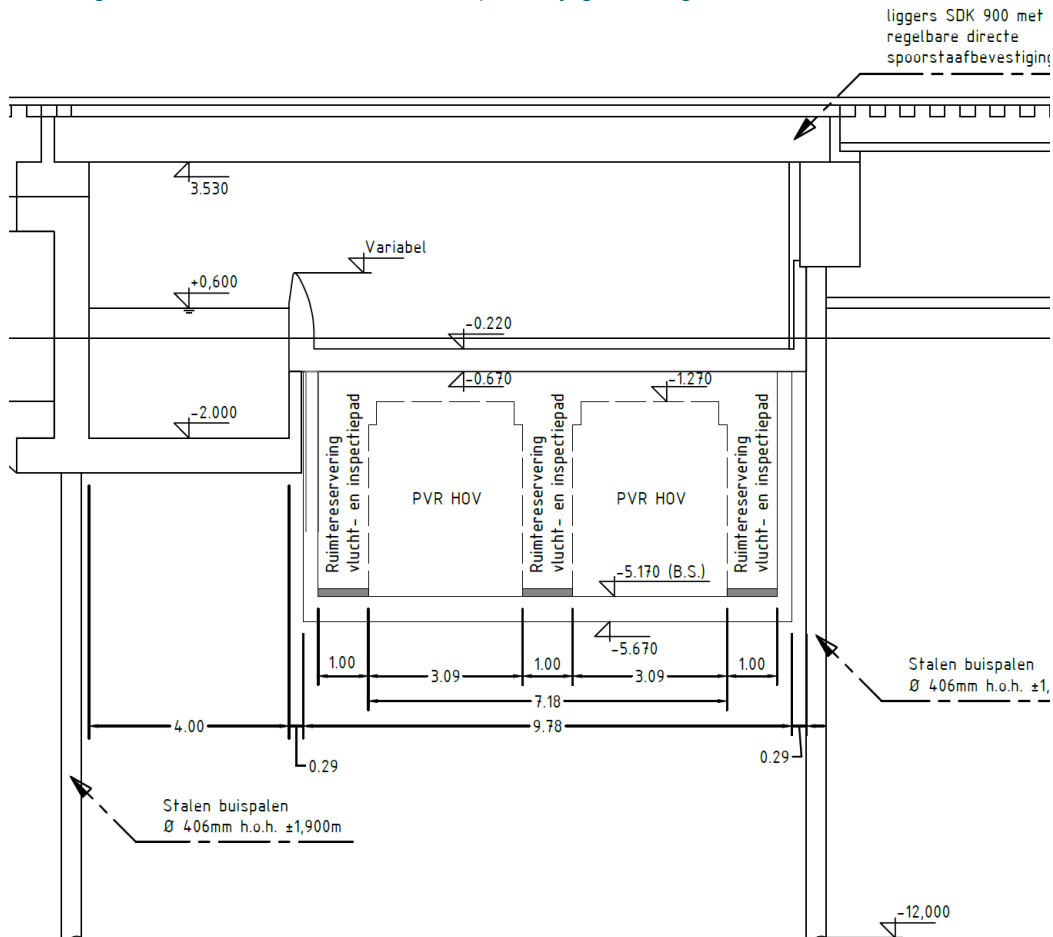 liggers SDK 900 met
regelbare directe
spoorstaafbevestiging
3.530
Variabel
+0,600
-0.220
-0.670
-1.270
-2.000
Ruimtereservering
vlucht- en inspectiepad
PVR HOV
Ruimtereservering
vlucht- en inspectiepad
PVR HOV
Ruimtereservering
vlucht- en inspectiepad
-5.170 (B.S.)
-5.670
1.00
3.09
1.00
3.09
1.00
7.18
4.00
9.78
0.29
0.29
Stalen buispalen
Ø 406mm h.o.h. ±1,
Stalen buispalen
Ø 406mm h.o.h. ±1,900m
-12,000